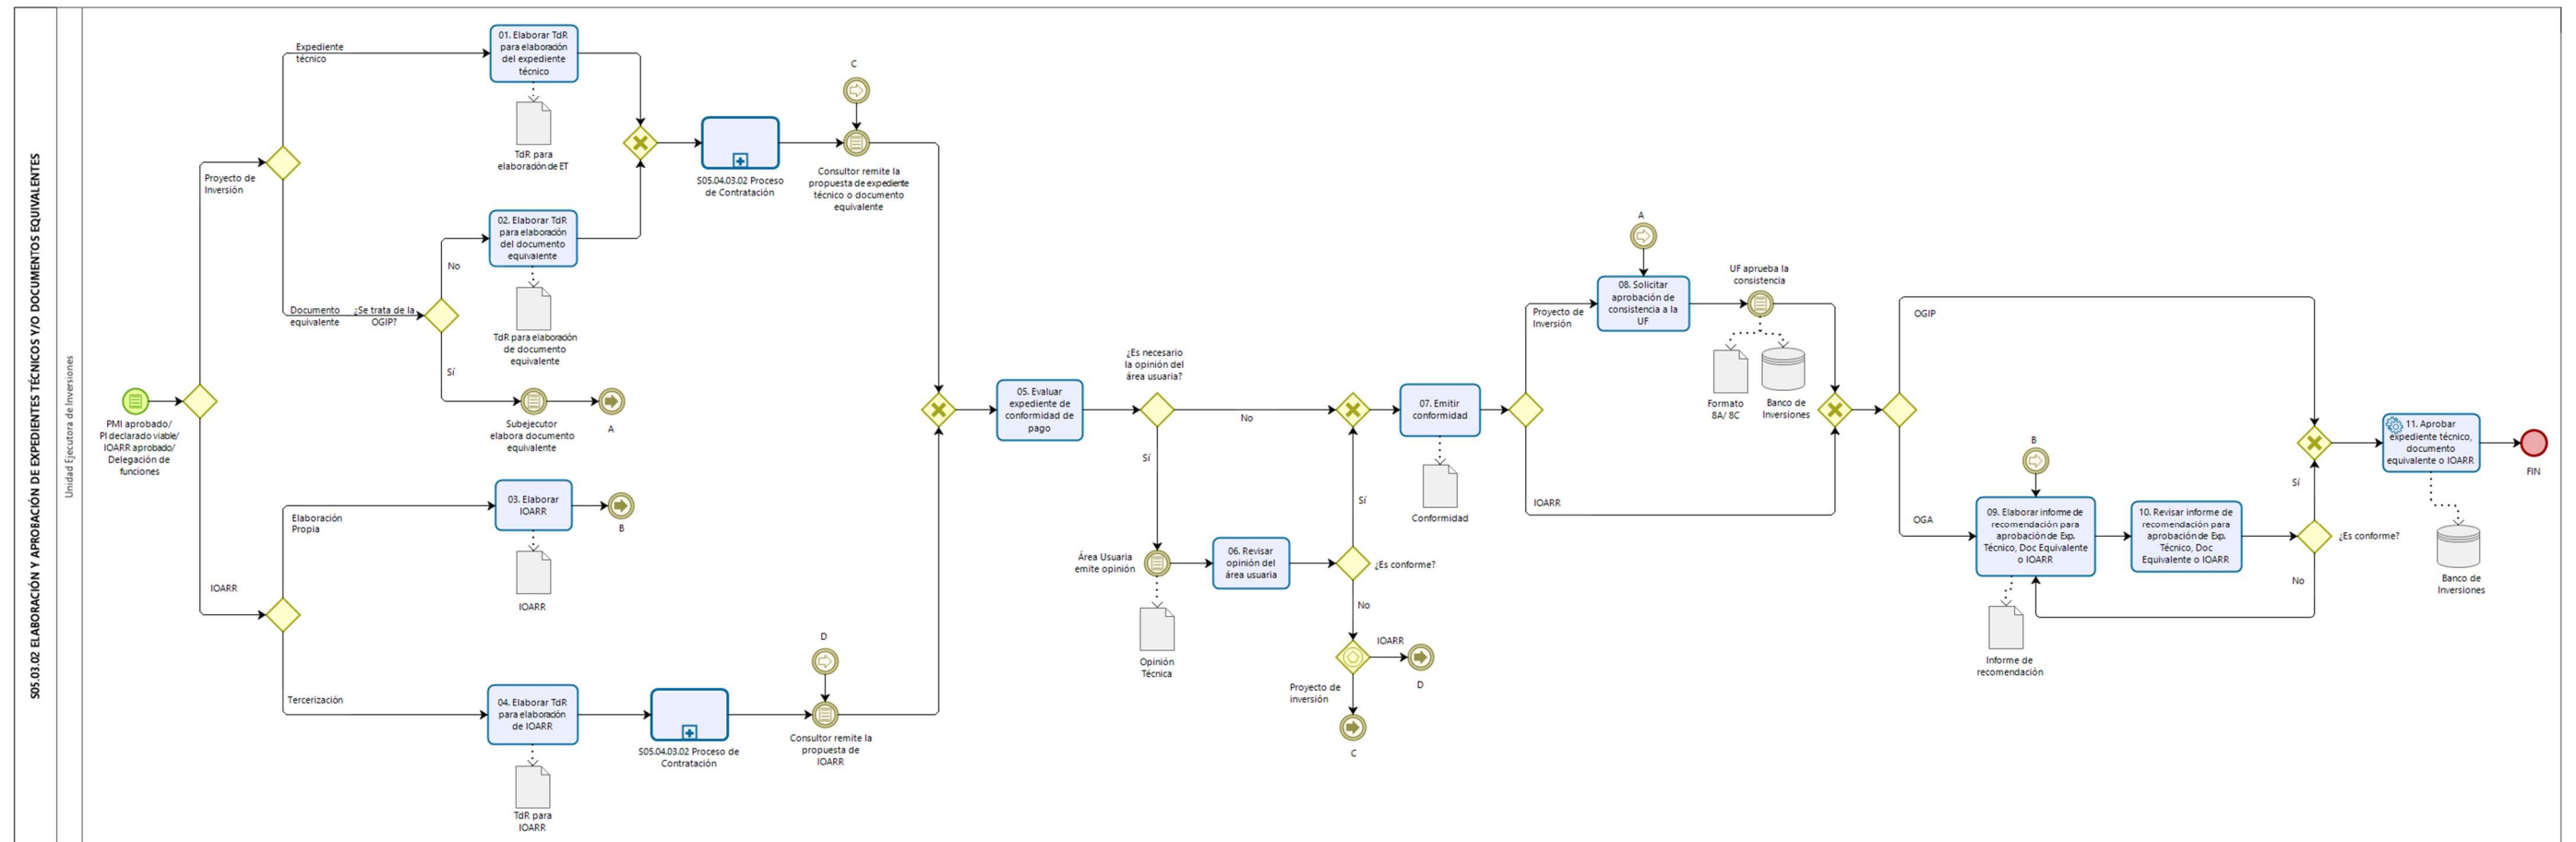 S05.03.02 ELABORACIÓN Y APROBACIÓN DE EXPEDIENTES TÉCNICOS Y/O DOCUMENTOS EQUIVALENTES
Unidad Ejecutora de Inversiones
PMI aprobado/
PI declarado viable/
IOARR aprobado/
Delegación de
funciones
Proyecto de
Inversión
IOARR
Expediente
técnico
Documento
equivalente
¿Se trata de la
OGIP?
No
Sí
01. Elaborar TdR
para elaboración
del expediente
técnico
TdR para
elaboración de ET
02. Elaborar TdR
para elaboración
del documento
equivalente
TdR para elaboración
de documento
equivalente
Subejecutor
elabora documento
equivalente
A
Elaboración
Propia
03. Elaborar
IOARR
B
IOARR
Tercerización
04. Elaborar TdR
para elaboración
de IOARR
TdR para
IOARR
S05.04.03.02 Proceso
de Contratación
C
Consultor remite la
propuesta de expediente
técnico o documento
equivalente
S05.04.03.02 Proceso de
Contratación
D
Consultor remite la
propuesta de
IOARR
05. Evaluar
expediente de
conformidad de
pago
¿Es necesario
la opinión del
área usuaria?
No
Sí
Área Usuaria
emite opinión
Opinión
Técnica
06. Revisar
opinión del
área usuaria
¿Es conforme?
Sí
No
IOARR
D
Proyecto de
inversión
C
07. Emitir
conformidad
Conformidad
Proyecto de
Inversión
IOARR
A
08. Solicitar
aprobación de
consistencia a la
UF
UF aprueba la
consistencia
Formato
8A/ 8C
Banco de
Inversiones
OGIP
OGA
B
09. Elaborar informe de
recomendación para
aprobación de Exp.
Técnico, Doc Equivalente
o IOARR
Informe de
recomendación
10. Revisar informe de
recomendación para
aprobación de Exp.
Técnico, Doc
Equivalente o IOARR
¿Es conforme?
Sí
No
11. Aprobar
expediente técnico,
documento
equivalente o IOARR
Banco de
Inversiones
FIN